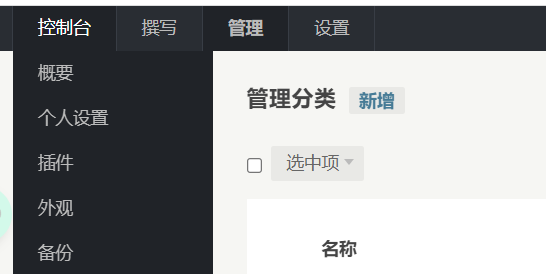 控制台 撰写 管理 设置
概要
个人设置
插件
外观
备份
管理分类 新增
选中项
名称